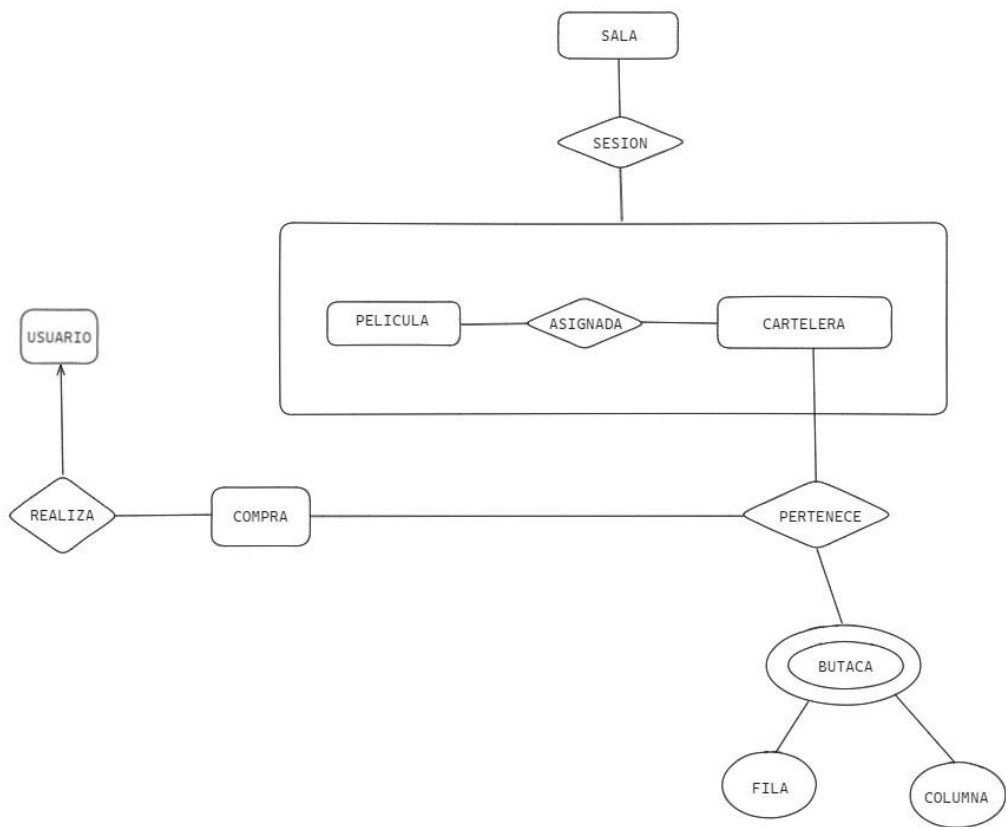 SALA
SESION
PELICULA
ASIGNADA
CARTELERA
USUARIO
REALIZA
COMPRA
PERTENECE
BUTACA
FILA
COLUMNA